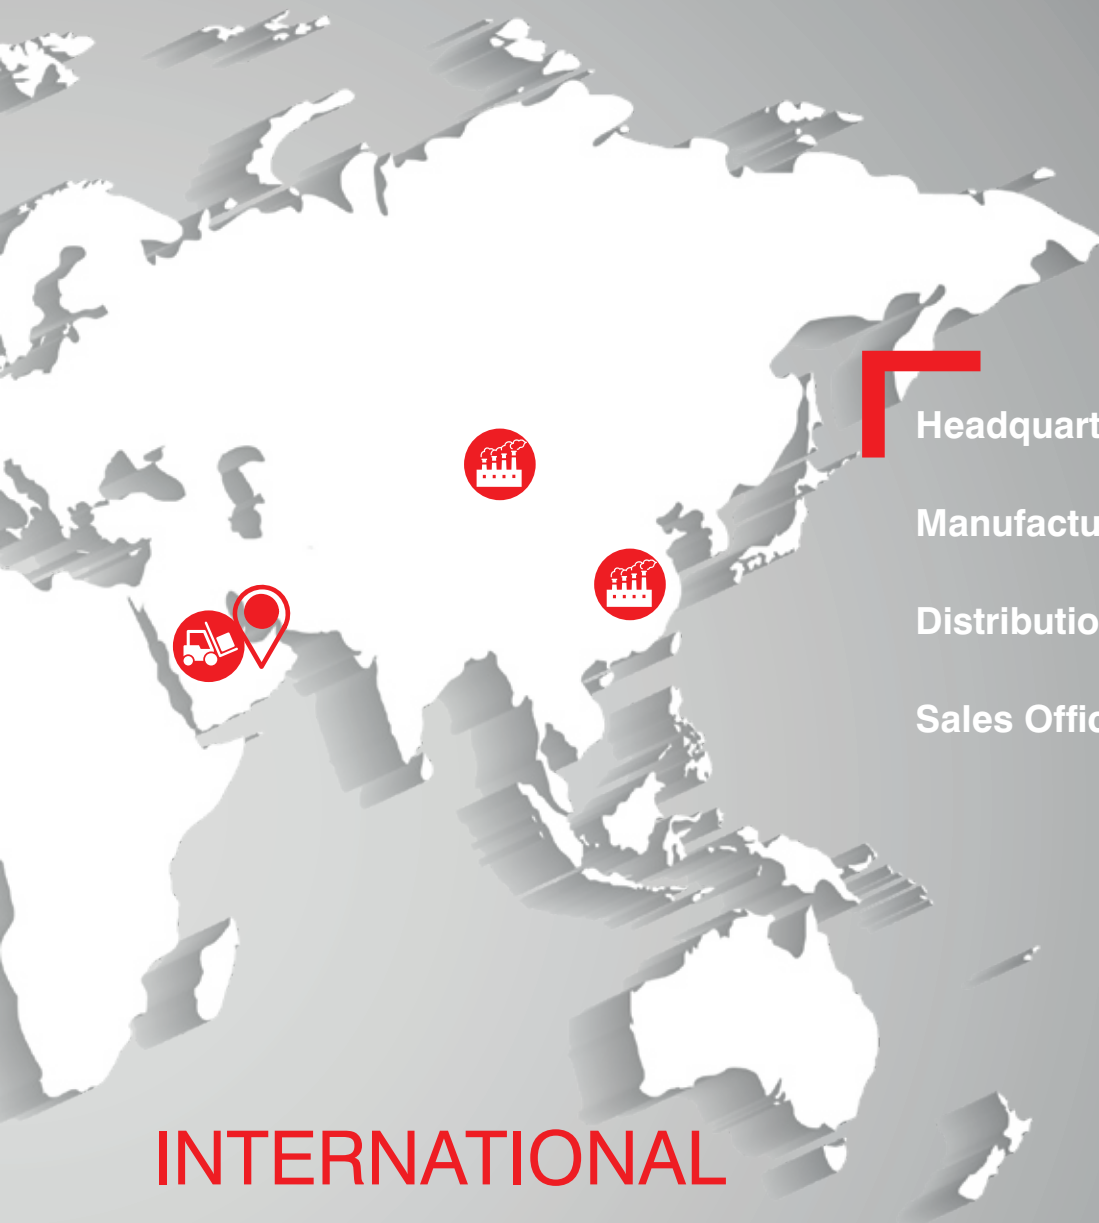 Headquart
Manufactu
Distributio
Sales Offic
INTERNATIONAL